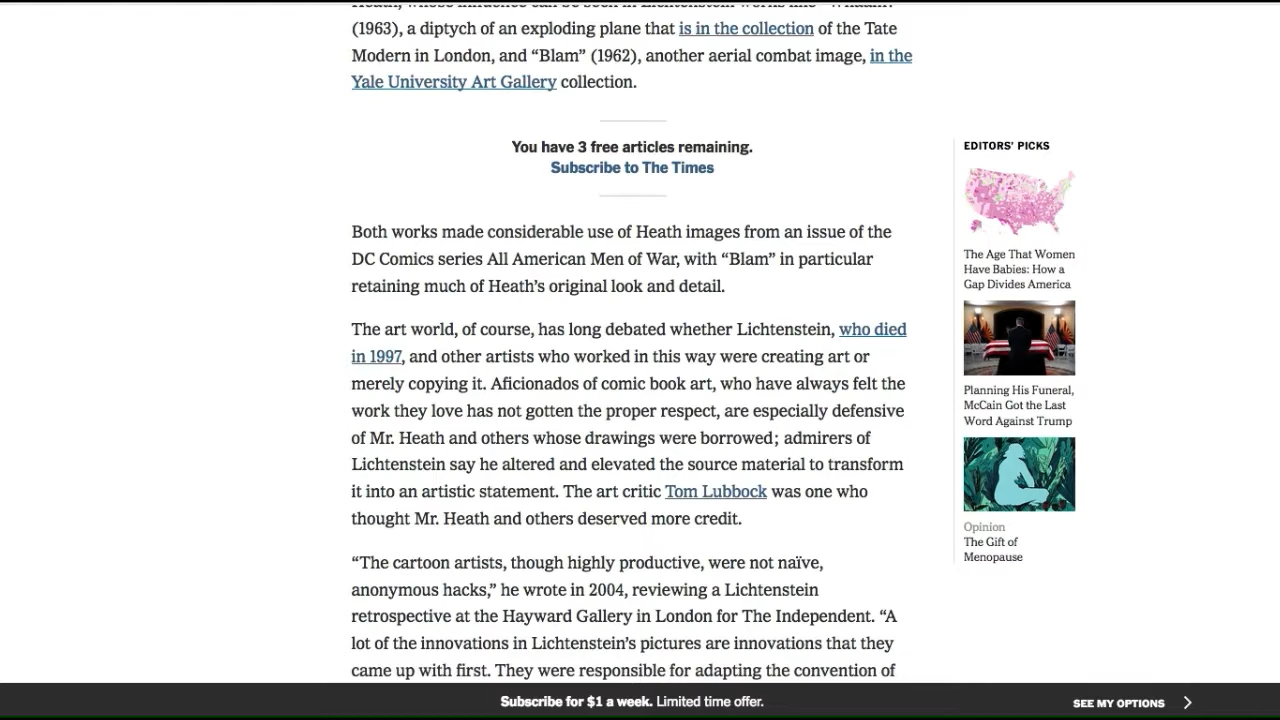 (1963), a diptych of an exploding plane that is in the collection of the Tate
Modern in London, and “Blam” (1962), another aerial combat image, in the
Yale University Art Gallery collection.
You have 3 free articles remaining.
Subscribe to The Times
Both works made considerable use of Heath images from an issue of the
DC Comics series All American Men of War, with “Blam” in particular
retaining much of Heath’s original look and detail.
The art world, of course, has long debated whether Lichtenstein, who died
in 1997, and other artists who worked in this way were creating art or
merely copying it. Aficionados of comic book art, who have always felt the
work they love has not gotten the proper respect, are especially defensive
of Mr. Heath and others whose drawings were borrowed; admirers of
Lichtenstein say he altered and elevated the source material to transform
it into an artistic statement. The art critic Tom Lubbock was one who
thought Mr. Heath and others deserved more credit.
“The cartoon artists, though highly productive, were not naïve,
anonymous hacks,” he wrote in 2004, reviewing a Lichtenstein
retrospective at the Hayward Gallery in London for The Independent. “A
lot of the innovations in Lichtenstein’s pictures are innovations that they
came up with first. They were responsible for adapting the convention of
EDITORS’ PICKS
The Age That Women
Have Babies: How a
Gap Divides America
Planning His Funeral,
McCain Got the Last
Word Against Trump
Opinion
The Gift of
Menopause
Subscribe for $1 a week. Limited time offer.
SEE MY OPTIONS